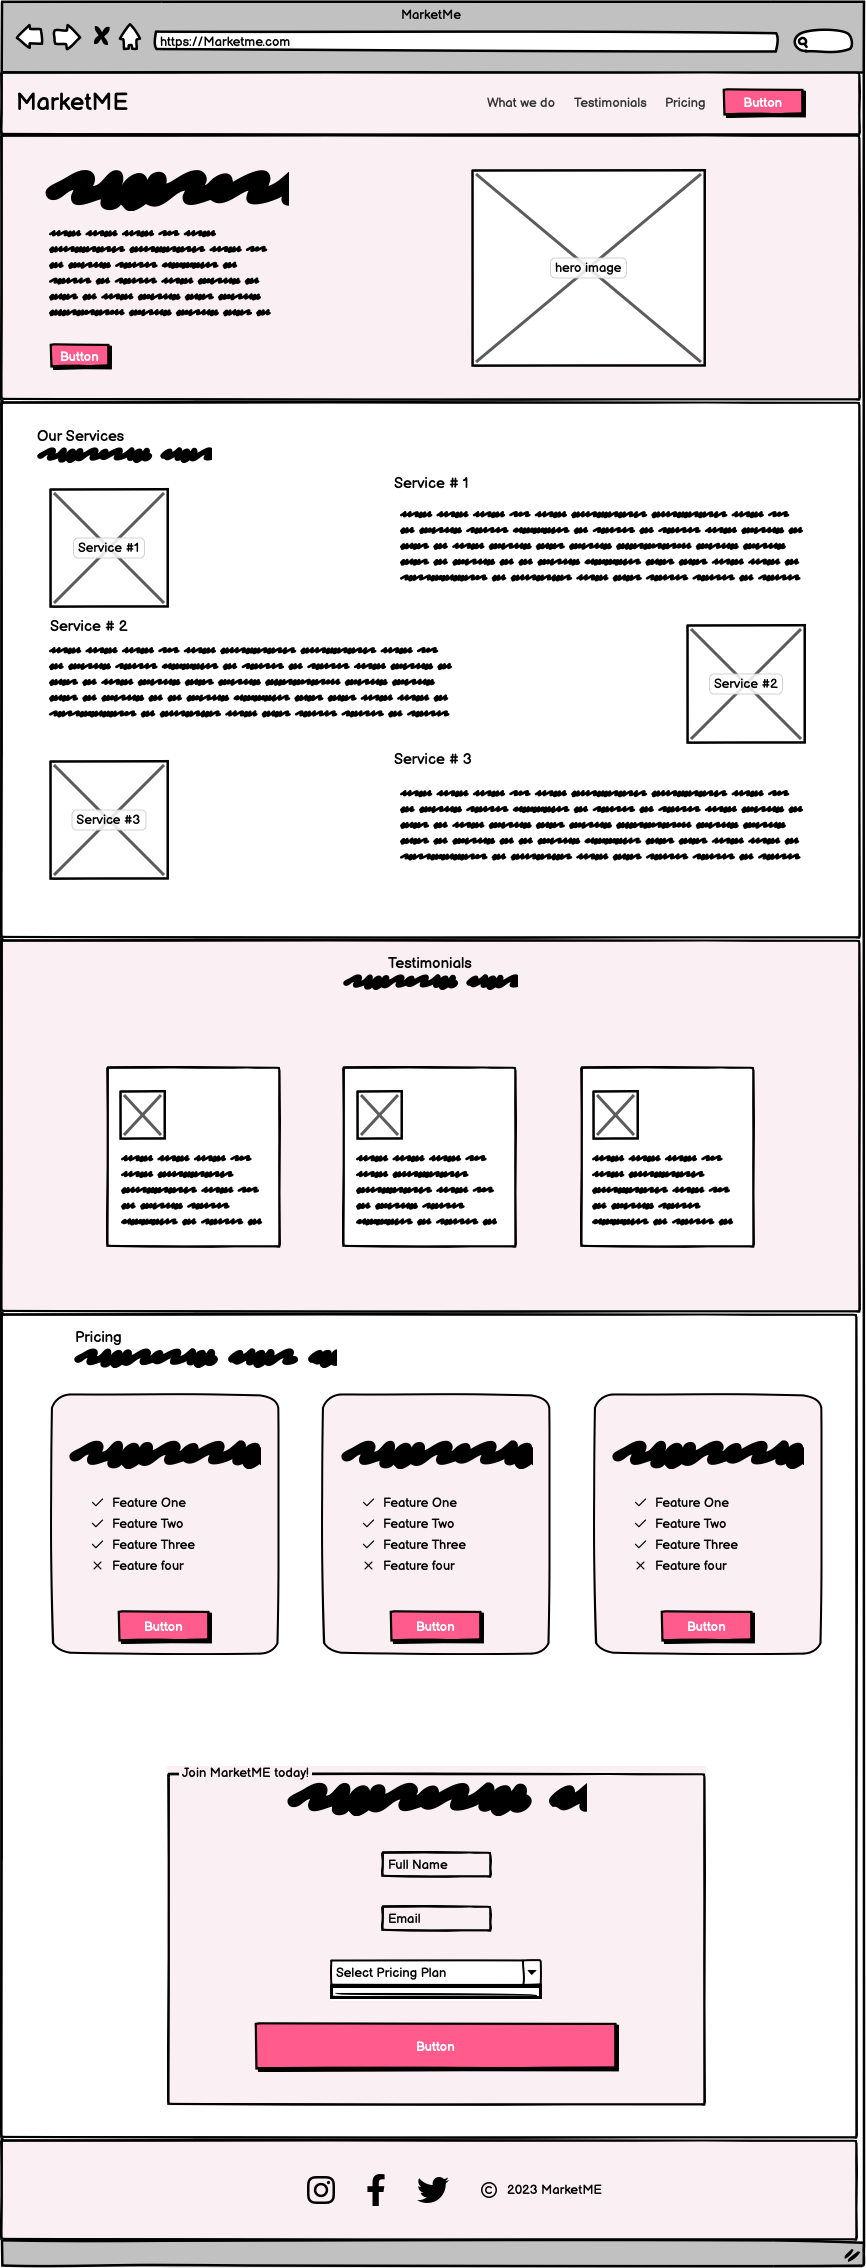 MarketMe
https://Marketme.com
MarketME
What we do Testimonials Pricing Button
hero image
Button
Our Services
Service # 1
Service #1
Service # 2
Service #2
Service # 3
Service #3
Testimonials
Pricing
Feature One
Feature Two
Feature Three
Feature four
Button
Feature One
Feature Two
Feature Three
Feature four
Button
Feature One
Feature Two
Feature Three
Feature four
Button
Join MarketME today!
Full Name
Email
Select Pricing Plan
Button
© 2023 MarketME